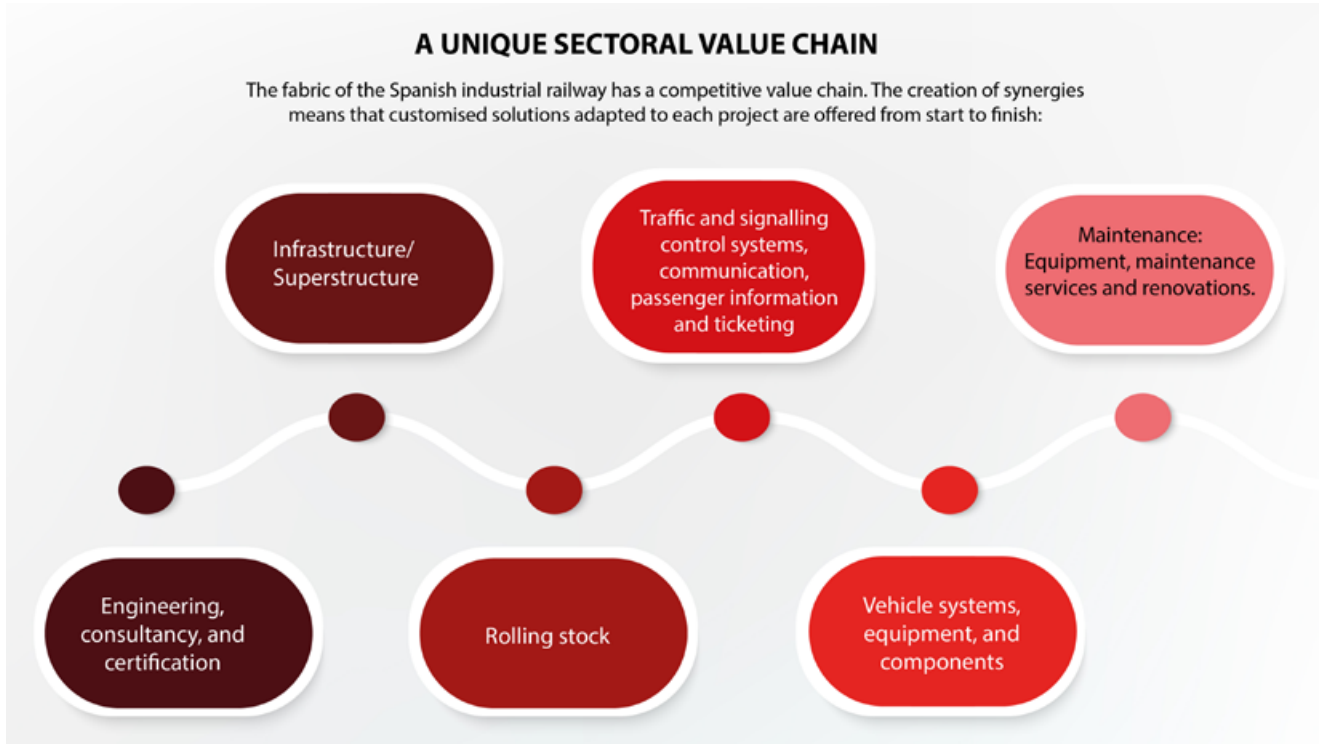 A UNIQUE SECTORAL VALUE CHAIN
The fabric of the Spanish industrial railway has a competitive value chain. The creation of synergies
means that customised solutions adapted to each project are offered from start to finish:
Infrastructure/
Superstructure
Traffic and signalling
control systems,
communication,
passenger information
and ticketing
Maintenance:
Equipment, maintenance
services and renovations.
Engineering,
consultancy, and
certification
Rolling stock
Vehicle systems,
equipment, and
components